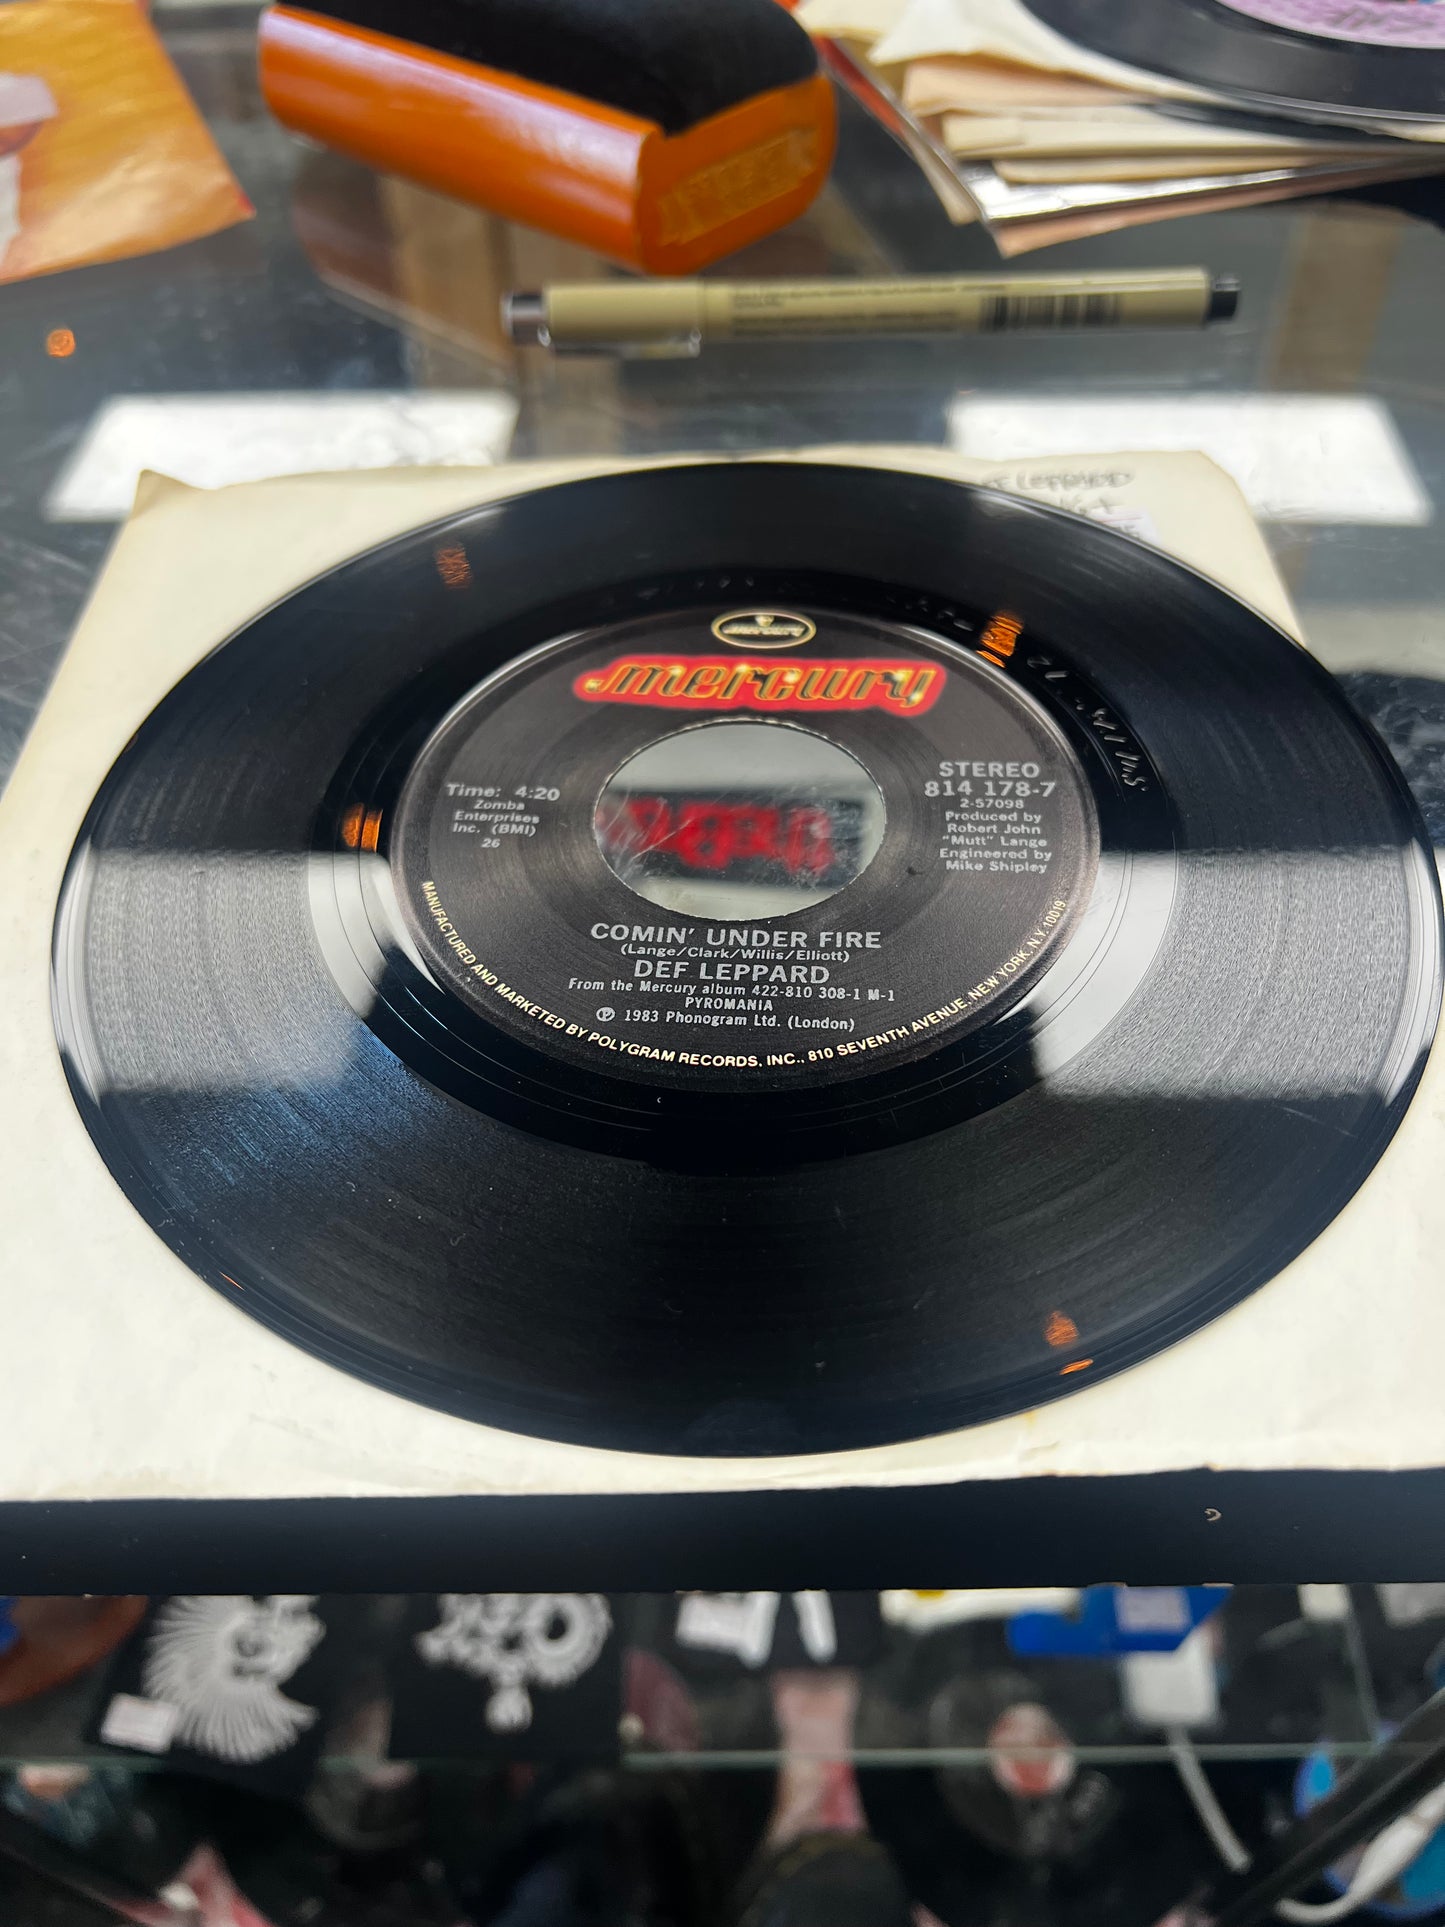 LEPPARD
mercury
mercury
STEREO
814 178-7
2-57098
Produced by
Robert John
"Mutt" Lange
Engineered by
Mike Shipley
Time: 4:20
Zomba
Enterprises
Inc. (BMI)
26
COMIN' UNDER FIRE
(Lange/Clark/Willis/Elliott)
DEF LEPPARD
From the Mercury album 422-810 308-1 M-1
PYROMANIA
℗ 1983 Phonogram Ltd. (London)
MANUFACTURED AND MARKETED BY POLYGRAM RECORDS, INC., 810 SEVENTH AVENUE, NEW YORK, N.Y. 10019